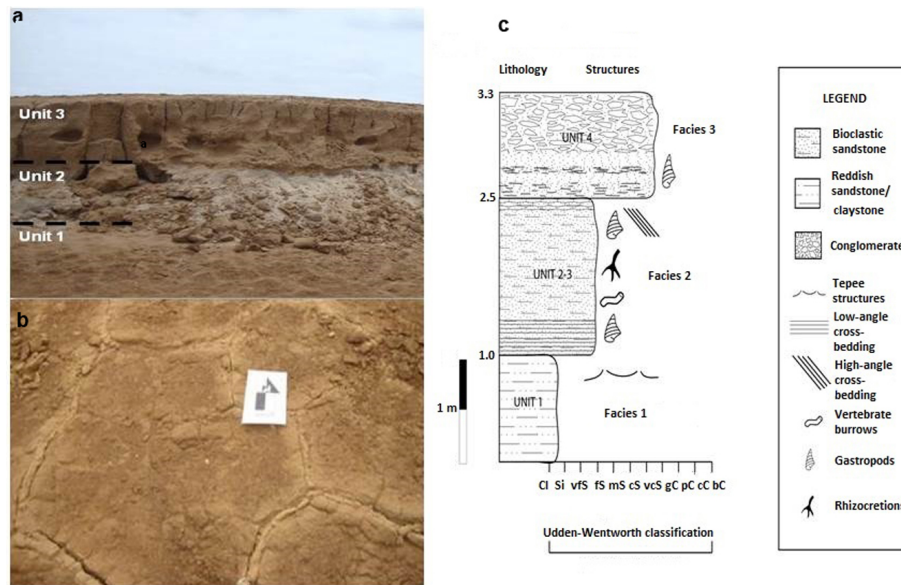 a
Unit 3
a
Unit 2
Unit 1
b
c
Lithology Structures
3.3
UNIT 4
Facies 3
2.5
UNIT 2-3
Facies 2
1.0
UNIT 1
Facies 1
1 m
Cl Si vfS fS mS cS vcS gC pC cC bC
Udden-Wentworth classification
LEGEND
Bioclastic
sandstone
Reddish
sandstone/
claystone
Conglomerate
Tepee
structures
Low-angle
cross-
bedding
High-angle
cross-
bedding
Vertebrate
burrows
Gastropods
Rhizocretions